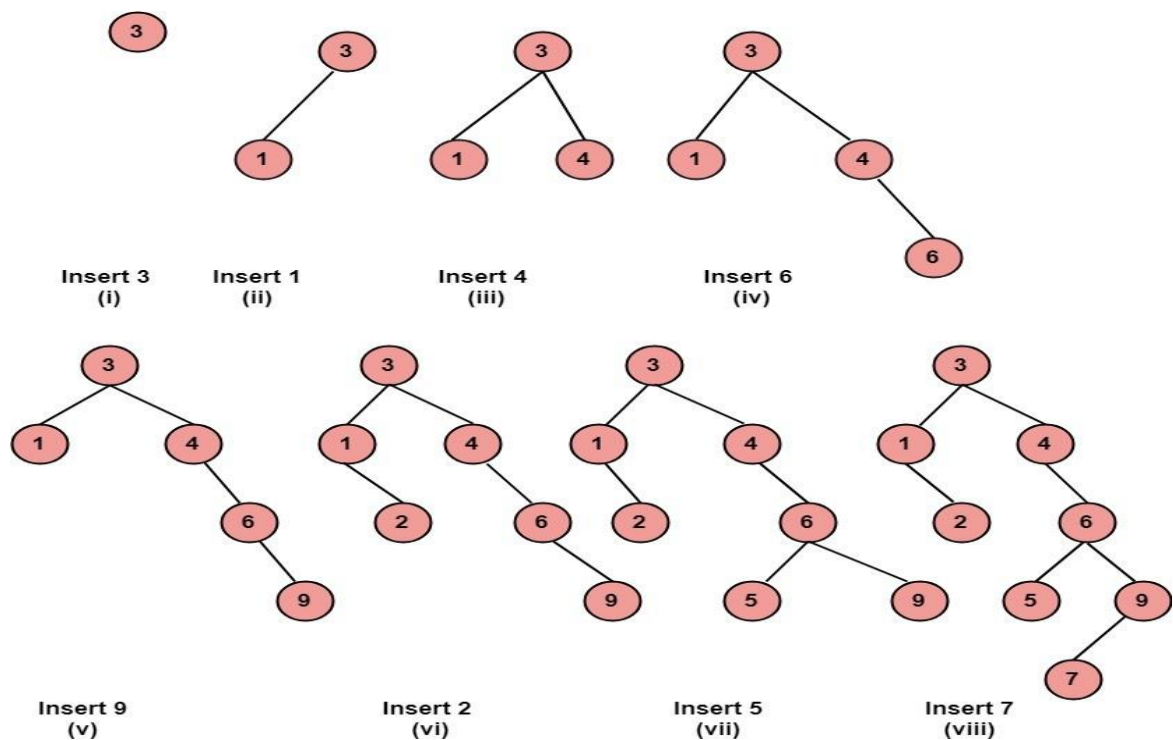 3
3
1
3
1 4
3
1 4
6
Insert 3
(i)
Insert 1
(ii)
Insert 4
(iii)
Insert 6
(iv)
3
1 4
6
9
3
1 4
2 6
9
3
1 4
2 6
5 9
3
1 4
2 6
5 9
7
Insert 9
(v)
Insert 2
(vi)
Insert 5
(vii)
Insert 7
(viii)